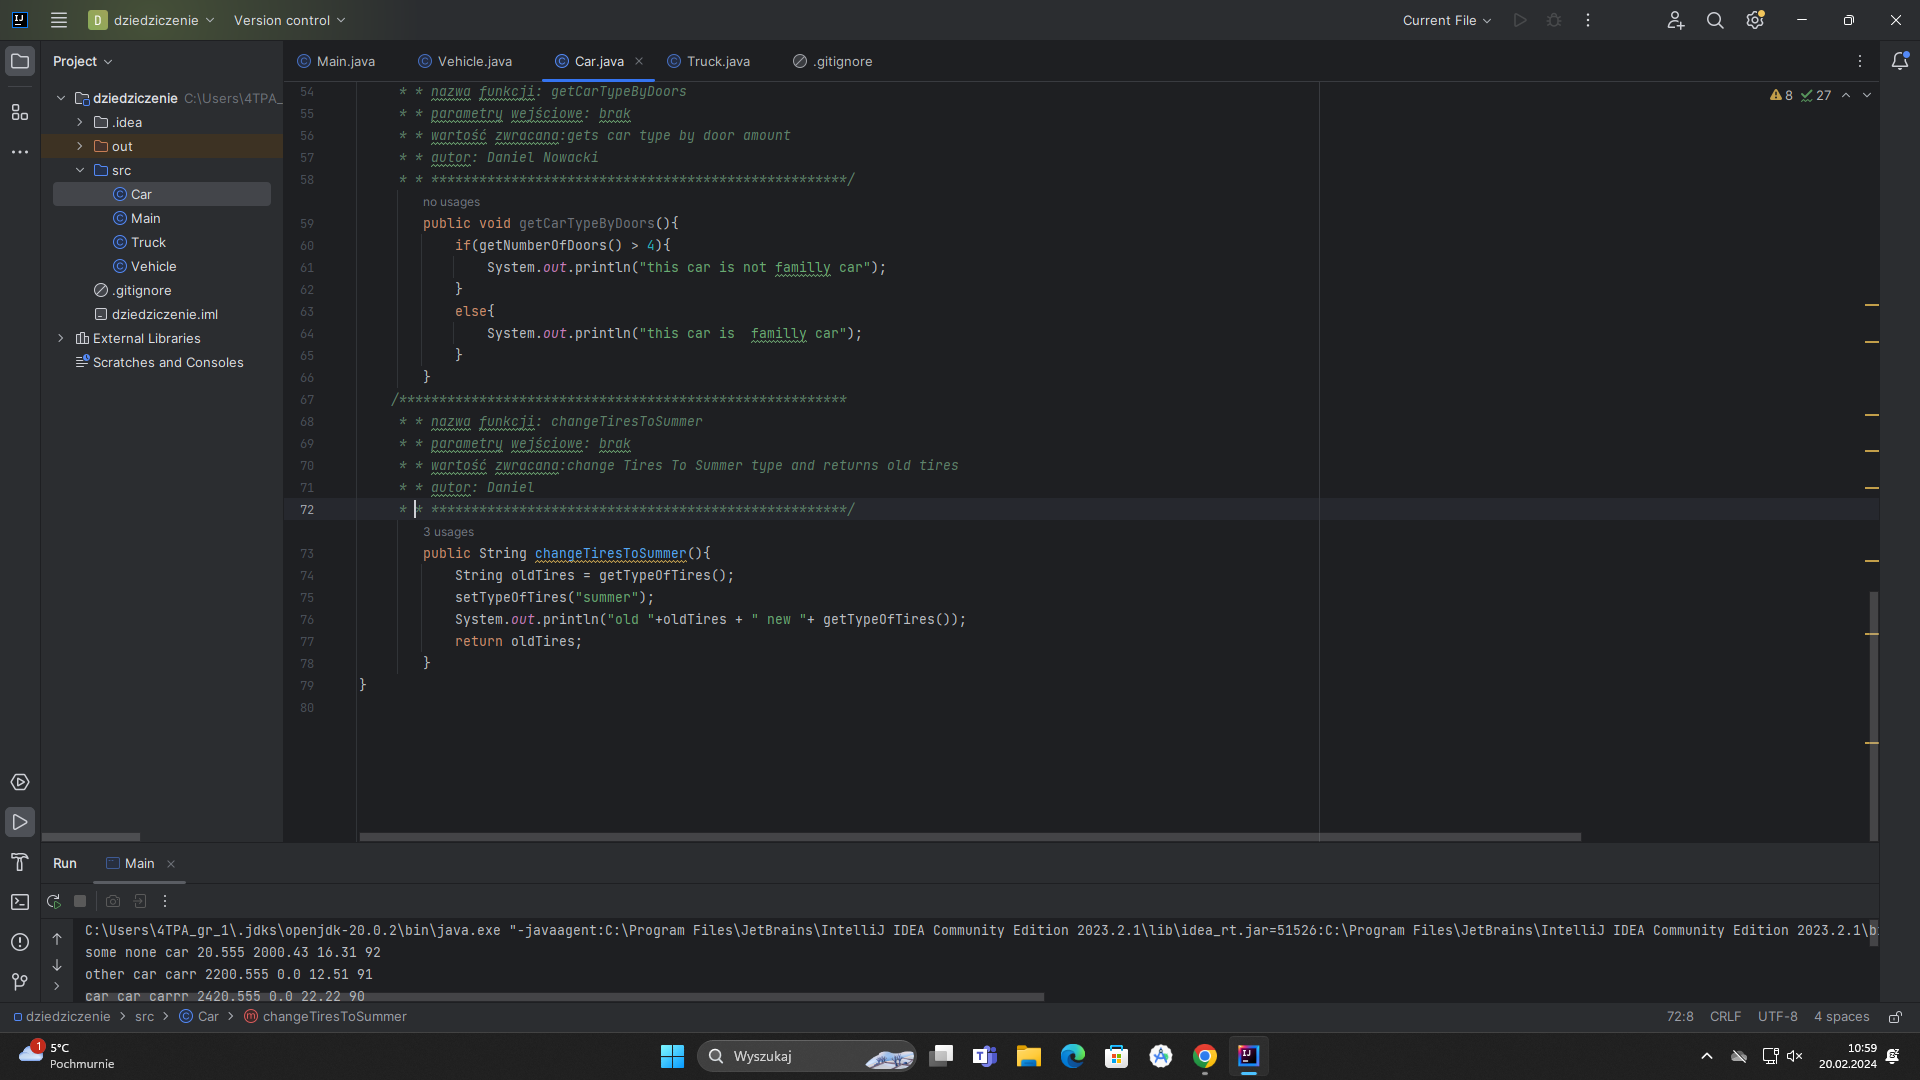 D dziedziczenie Version control Current File
Project
Main.java Vehicle.java Car.java Truck.java .gitignore
dziedziczenie C:\Users\4TPA_
.idea
out
src
Car
Main
Truck
Vehicle
.gitignore
dziedziczenie.iml
External Libraries
Scratches and Consoles
8 27
54 * * nazwa funkcji: getCarTypeByDoors
55 * * parametry wejściowe: brak
56 * * wartość zwracana:gets car type by door amount
57 * * autor: Daniel Nowacki
58 * * ****************************************************/
no usages
59 public void getCarTypeByDoors(){
60 if(getNumberOfDoors() > 4){
61 System.out.println("this car is not familly car");
62 }
63 else{
64 System.out.println("this car is  familly car");
65 }
66 }
67 /********************************************************
68 * * nazwa funkcji: changeTiresToSummer
69 * * parametry wejściowe: brak
70 * * wartość zwracana:change Tires To Summer type and returns old tires
71 * * autor: Daniel
72 * * ****************************************************/
3 usages
73 public String changeTiresToSummer(){
74 String oldTires = getTypeOfTires();
75 setTypeOfTires("summer");
76 System.out.println("old "+oldTires + " new "+ getTypeOfTires());
77 return oldTires;
78 }
79 }
80
Run Main
C:\Users\4TPA_gr_1\.jdks\openjdk-20.0.2\bin\java.exe "-javaagent:C:\Program Files\JetBrains\IntelliJ IDEA Community Edition 2023.2.1\lib\idea_rt.jar=51526:C:\Program Files\JetBrains\IntelliJ IDEA Community Edition 2023.2.1\b
some none car 20.555 2000.43 16.31 92
other car carr 2200.555 0.0 12.51 91
car car carrr 2420.555 0.0 22.22 90
dziedziczenie > src > Car > changeTiresToSummer 72:8 CRLF UTF-8 4 spaces
1 5°C
Pochmurnie
Wyszukaj
10:59
20.02.2024